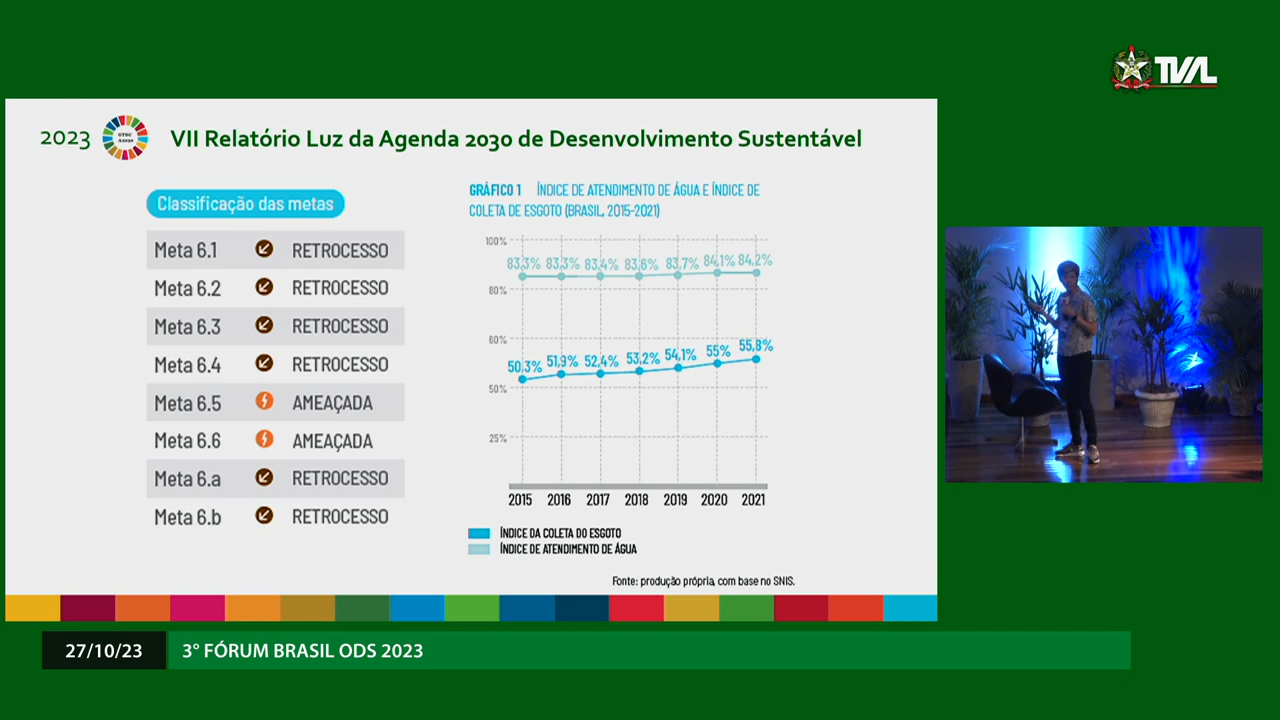 TVAL
2023
GTSC
A2030
VII Relatório Luz da Agenda 2030 de Desenvolvimento Sustentável
Classificação das metas
Meta 6.1 RETROCESSO
Meta 6.2 RETROCESSO
Meta 6.3 RETROCESSO
Meta 6.4 RETROCESSO
Meta 6.5 AMEAÇADA
Meta 6.6 AMEAÇADA
Meta 6.a RETROCESSO
Meta 6.b RETROCESSO
GRÁFICO 1 ÍNDICE DE ATENDIMENTO DE ÁGUA E ÍNDICE DE
COLETA DE ESGOTO (BRASIL, 2015-2021)
100%
83,3% 83,3% 83,4% 83,6% 83,7% 84,1% 84,2%
80%
60%
50,3% 51,9% 52,4% 53,2% 54,1% 55% 55,8%
50%
25%
2015 2016 2017 2018 2019 2020 2021
ÍNDICE DA COLETA DO ESGOTO
ÍNDICE DE ATENDIMENTO DE ÁGUA
Fonte: produção própria, com base no SNIS.
27/10/23 3° FÓRUM BRASIL ODS 2023